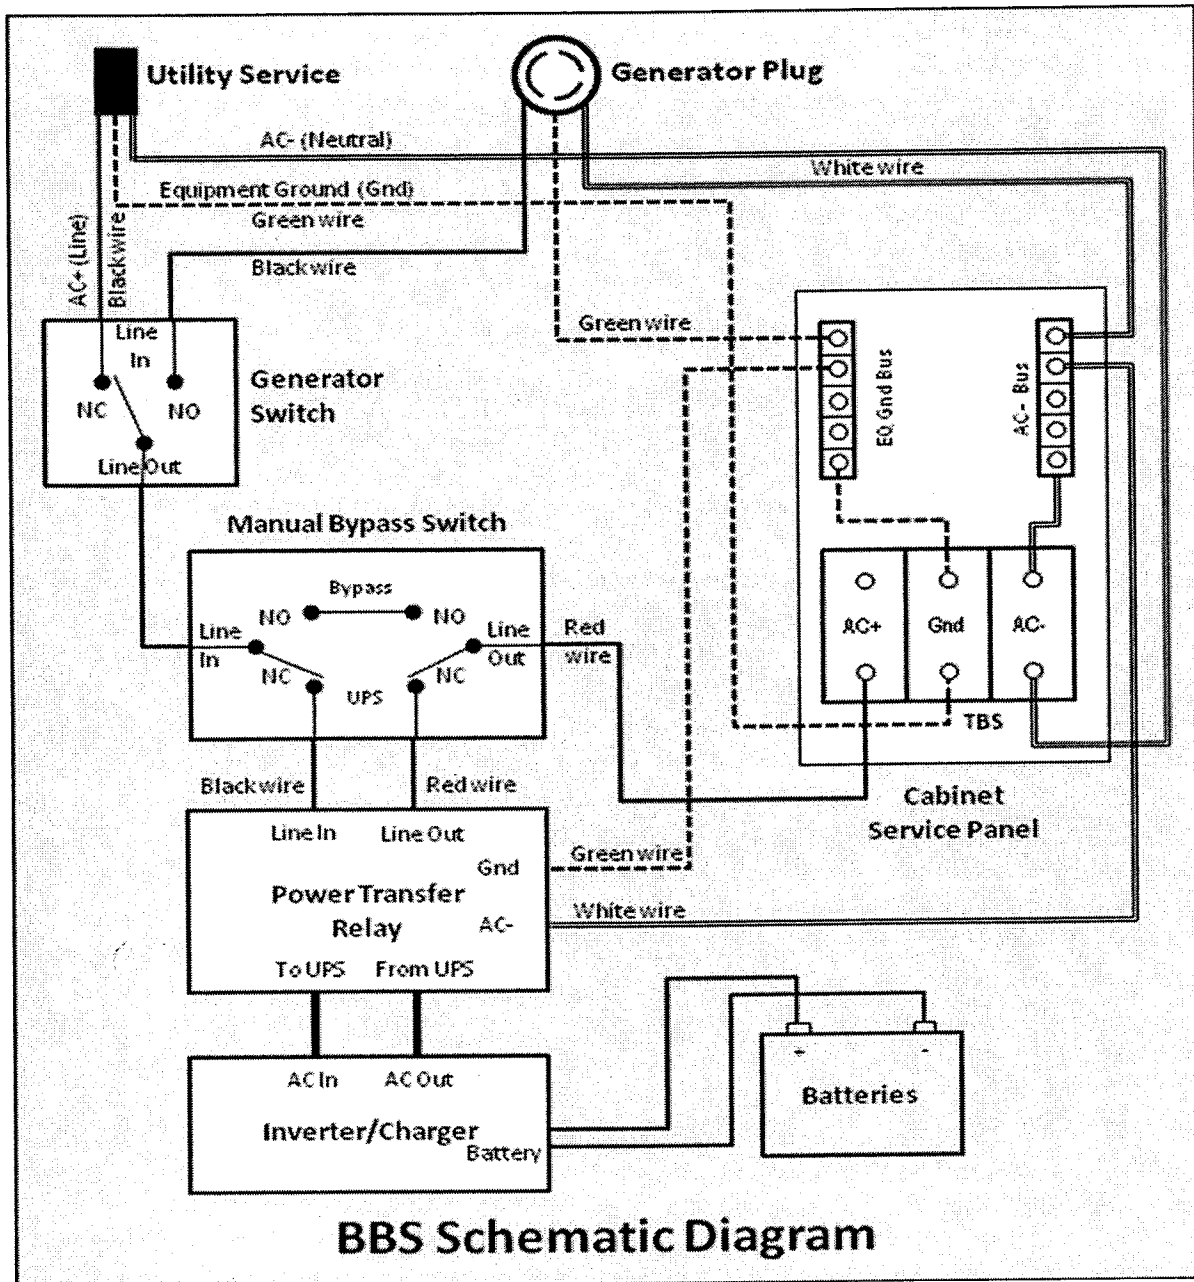 Utility Service
Generator Plug
AC- (Neutral)
White wire
Equipment Ground (Gnd)
Green wire
AC+ (Line)
Black wire
Black wire
Green wire
Line
In
NC
NO
Line Out
Generator
Switch
EQ Gnd Bus
AC- Bus
Manual Bypass Switch
Bypass
NO
NO
Line
In
Line
Out
NC
NC
UPS
Red
wire
AC+
Gnd
AC-
TBS
Black wire
Red wire
Cabinet
Service Panel
Line In
Line Out
Gnd
Green wire
Power Transfer
Relay
AC-
White wire
To UPS
From UPS
AC In
AC Out
Inverter/Charger
Battery
+
-
Batteries
BBS Schematic Diagram